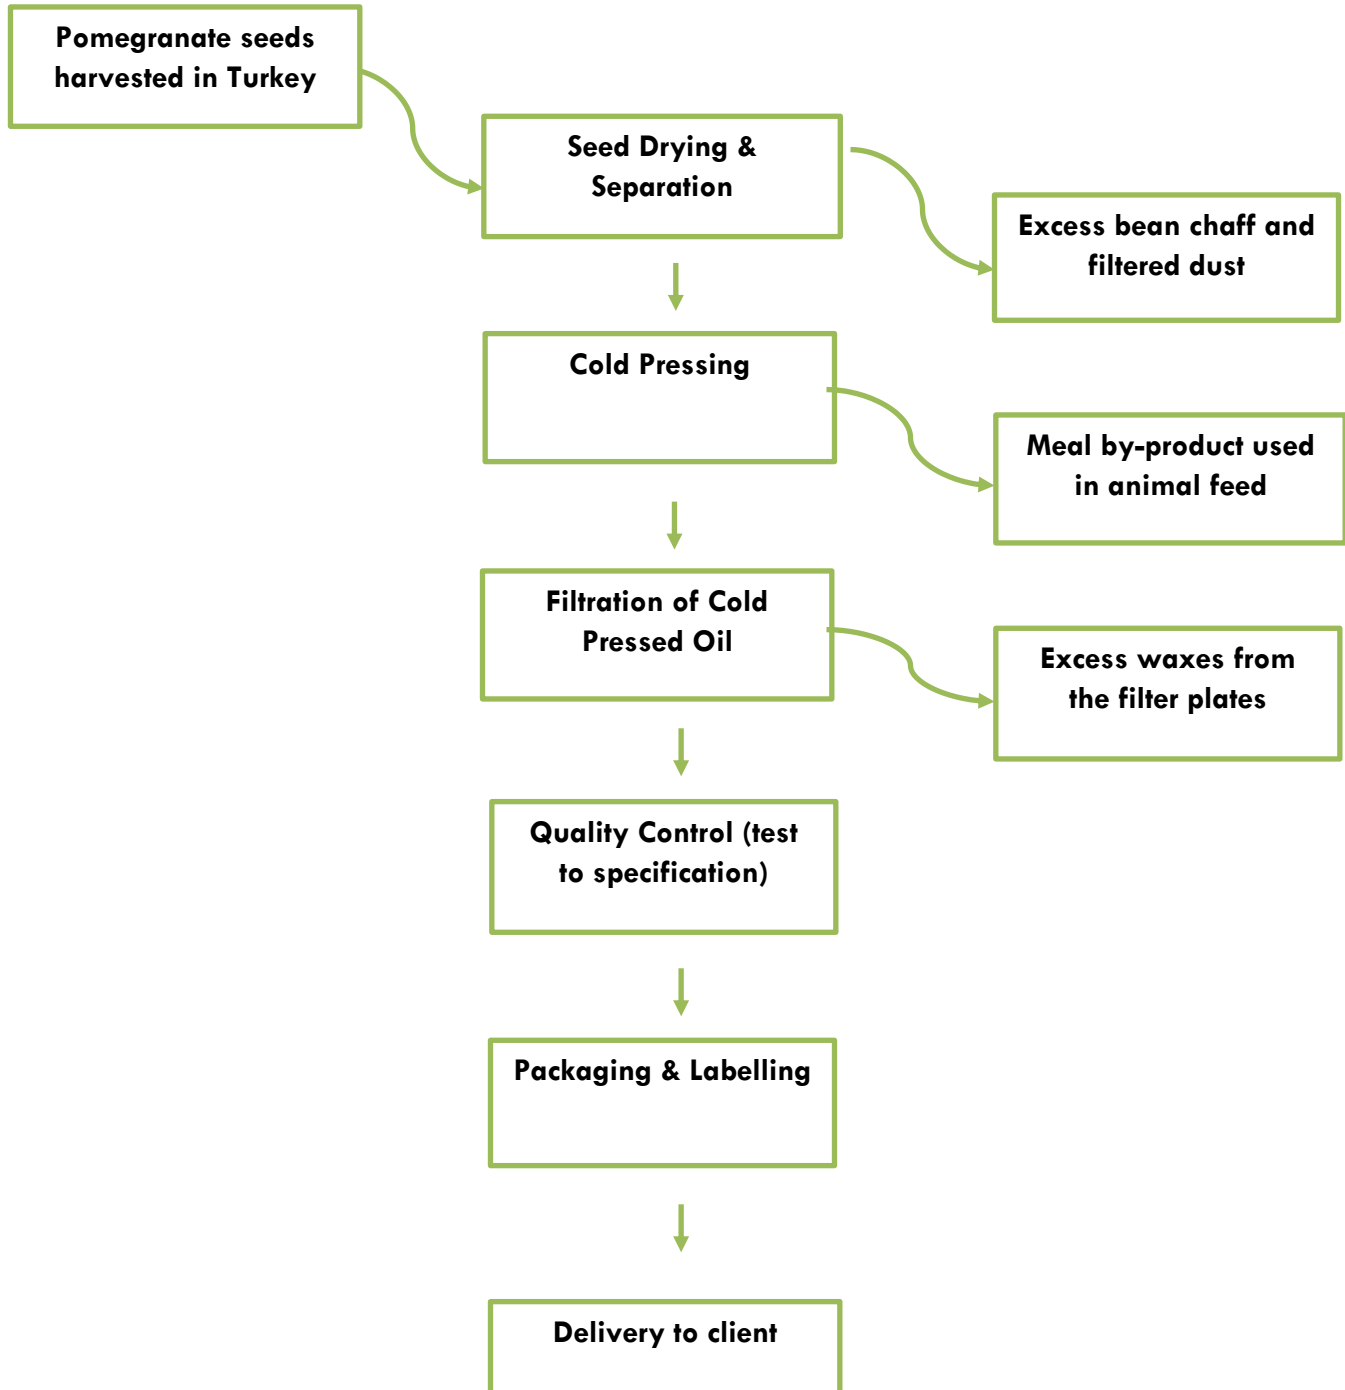 Pomegranate seeds
harvested in Turkey
Seed Drying &
Separation
Excess bean chaff and
filtered dust
Cold Pressing
Meal by-product used
in animal feed
Filtration of Cold
Pressed Oil
Excess waxes from
the filter plates
Quality Control (test
to specification)
Packaging & Labelling
Delivery to client